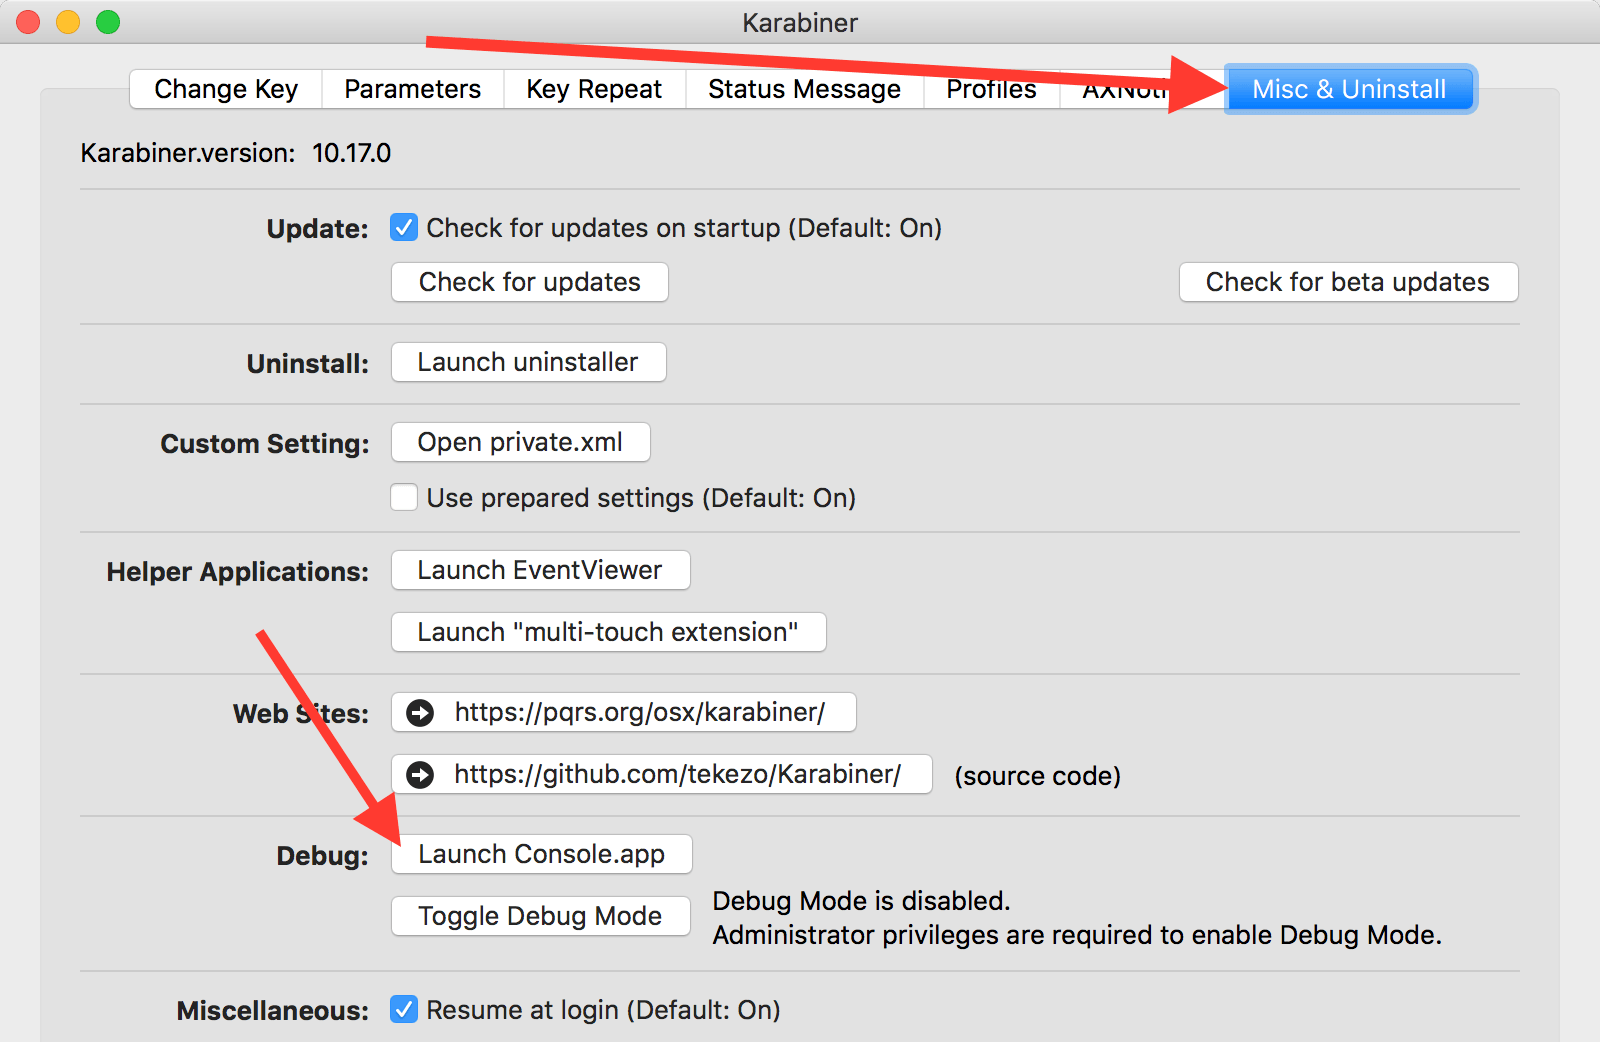 Karabiner
Change Key Parameters Key Repeat Status Message Profiles Misc & Uninstall
Karabiner.version: 10.17.0
Update: Check for updates on startup (Default: On)
Check for updates Check for beta updates
Uninstall: Launch uninstaller
Custom Setting: Open private.xml
Use prepared settings (Default: On)
Helper Applications: Launch EventViewer
Launch "multi-touch extension"
Web Sites: https://pqrs.org/osx/karabiner/
https://github.com/tekezo/Karabiner/ (source code)
Debug: Launch Console.app
Toggle Debug Mode Debug Mode is disabled.
Administrator privileges are required to enable Debug Mode.
Miscellaneous: Resume at login (Default: On)